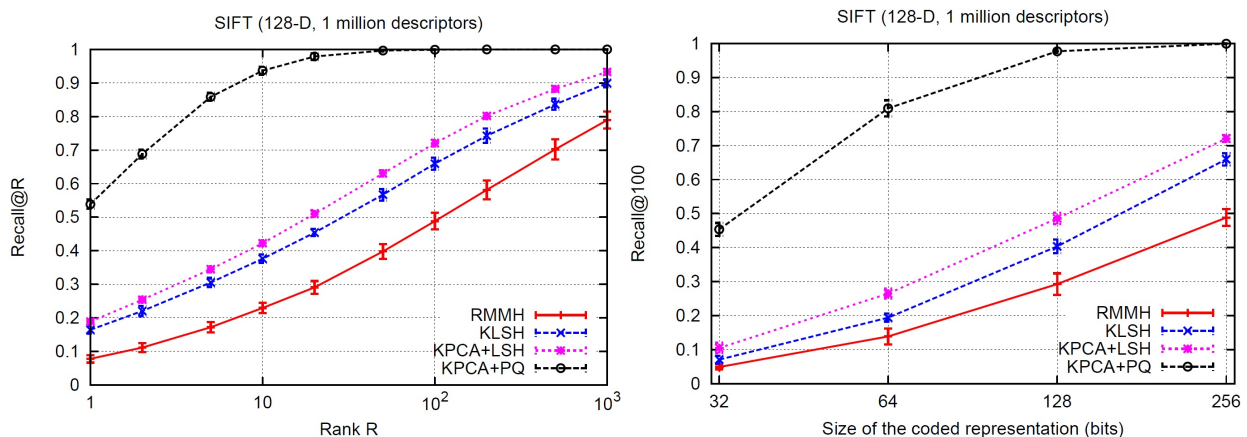 SIFT (128-D, 1 million descriptors)
Recall@R
1
0.9
0.8
0.7
0.6
0.5
0.4
0.3
0.2
0.1
0
RMMH
KLSH
KPCA+LSH
KPCA+PQ
1 10 10² 10³
Rank R
SIFT (128-D, 1 million descriptors)
Recall@100
1
0.9
0.8
0.7
0.6
0.5
0.4
0.3
0.2
0.1
0
RMMH
KLSH
KPCA+LSH
KPCA+PQ
32 64 128 256
Size of the coded representation (bits)